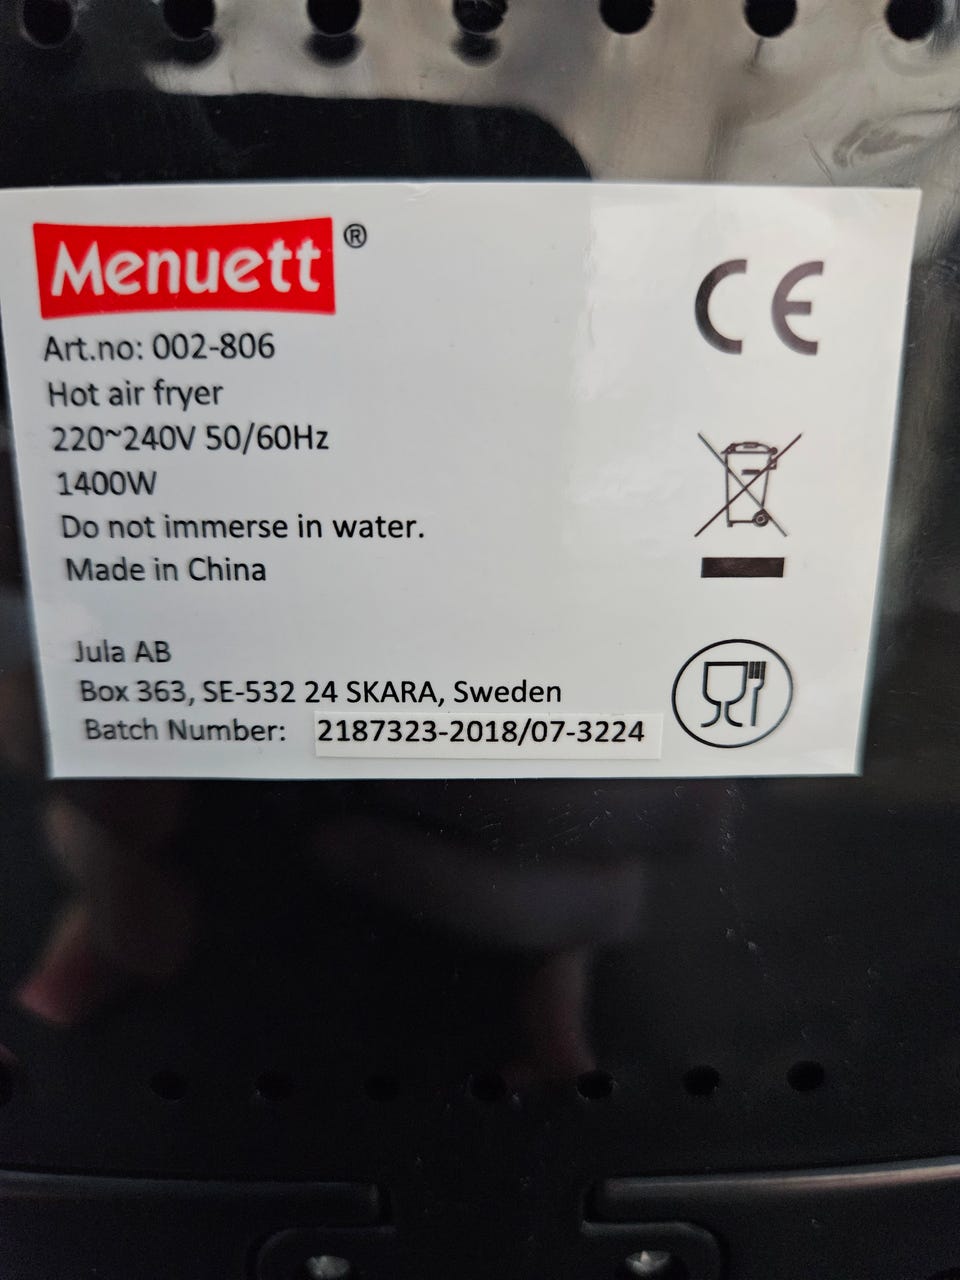 Menuett®
Art.no: 002-806
Hot air fryer
220~240V 50/60Hz
1400W
Do not immerse in water.
Made in China
Jula AB
Box 363, SE-532 24 SKARA, Sweden
Batch Number: 2187323-2018/07-3224
CE